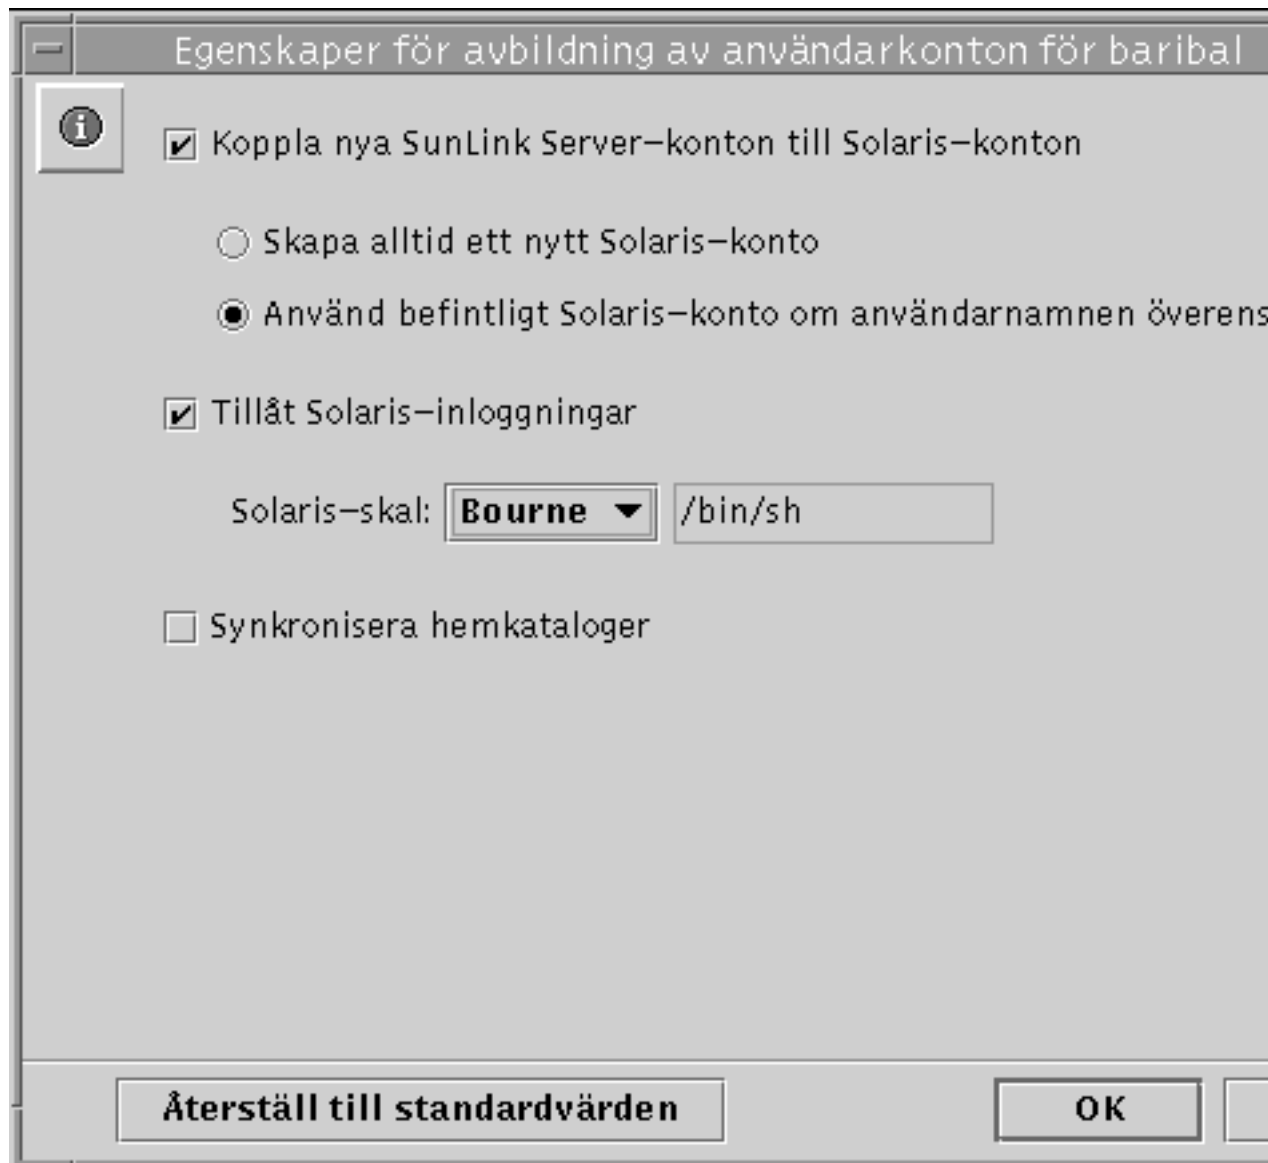 Egenskaper för avbildning av användarkonton för baribal
Koppla nya SunLink Server-konton till Solaris-konton
Skapa alltid ett nytt Solaris-konto
Använd befintligt Solaris-konto om användarnamnen överens
Tillåt Solaris-inloggningar
Solaris-skal: Bourne /bin/sh
Synkronisera hemkataloger
Återställ till standardvärden OK